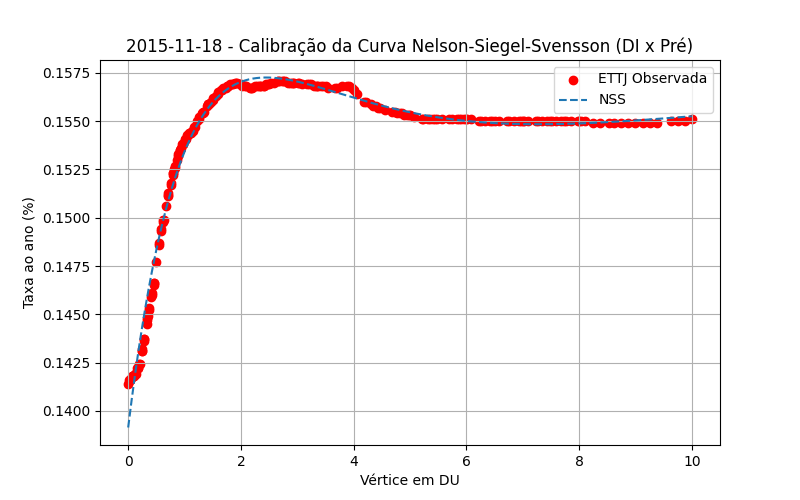 2015-11-18 - Calibração da Curva Nelson-Siegel-Svensson (DI x Pré)
ETTJ Observada
NSS
Taxa ao ano (%)
0.1575
0.1550
0.1525
0.1500
0.1475
0.1450
0.1425
0.1400
0
2
4
6
8
10
Vértice em DU